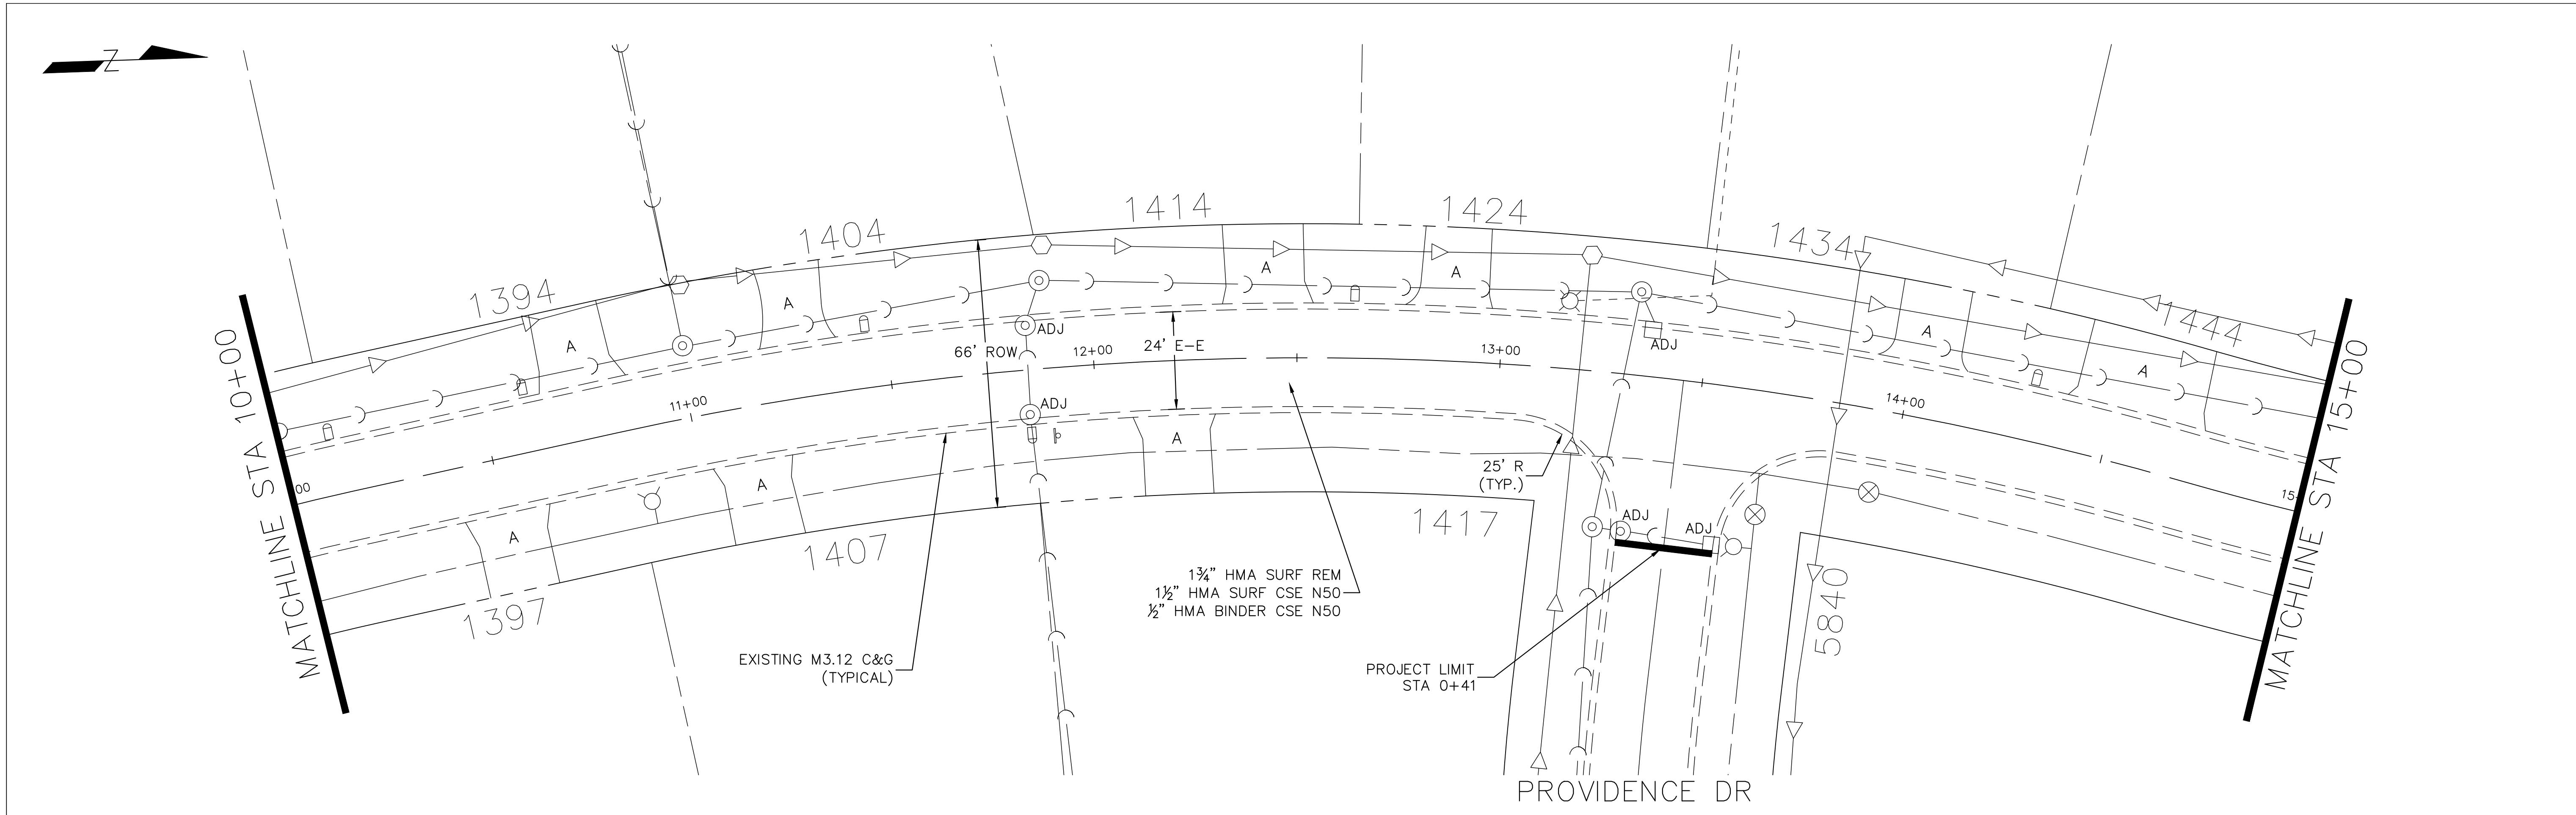 Z
1394
1404
1414
1424
1434
1444
A
A
A
A
A
A
MATCHLINE STA 10+00
00
11+00
12+00
13+00
14+00
15+
MATCHLINE STA 15+00
ADJ
66' ROW
24' E-E
ADJ
ADJ
A
A
A
25' R
(TYP.)
ADJ
ADJ
1397
1407
1417
5840
1¾" HMA SURF REM
1½" HMA SURF CSE N50
½" HMA BINDER CSE N50
EXISTING M3.12 C&G
(TYPICAL)
PROJECT LIMIT
STA 0+41
PROVIDENCE DR